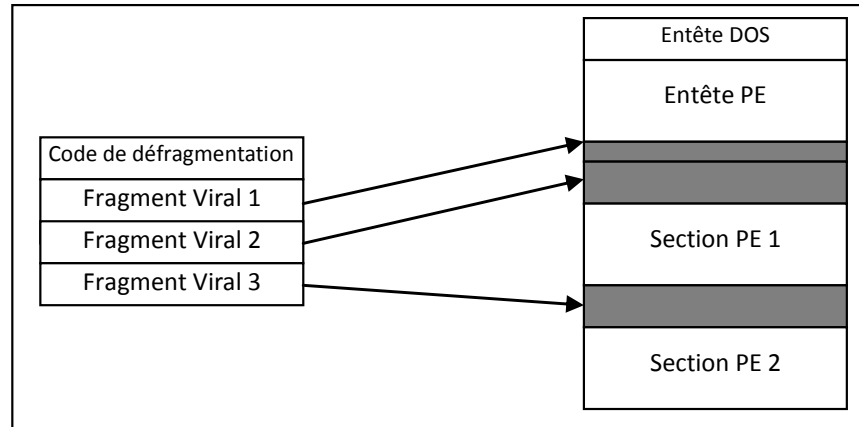 Code de défragmentation
Fragment Viral 1
Fragment Viral 2
Fragment Viral 3
Entête DOS
Entête PE
Section PE 1
Section PE 2